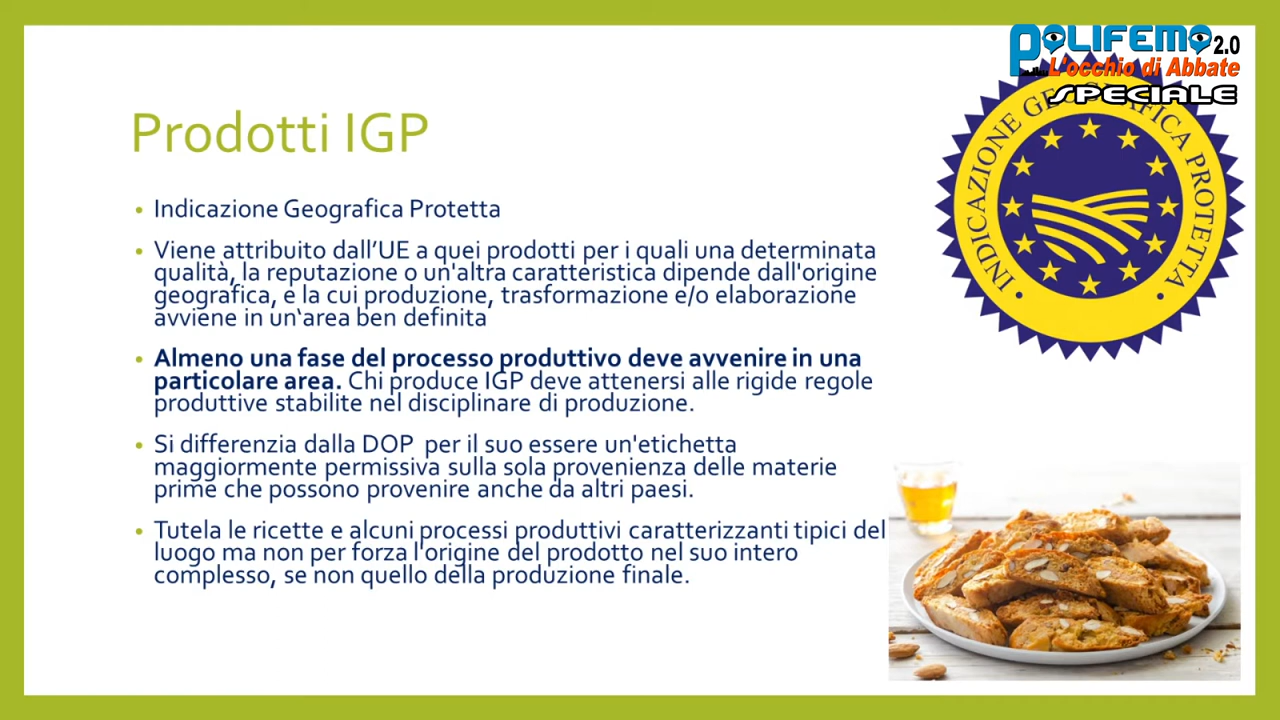 POLIFEMO 2.0
L'occhio di Abbate
SPECIALE
INDICAZIONE GEOGRAFICA PROTETTA
Prodotti IGP
• Indicazione Geografica Protetta
• Viene attribuito dall’UE a quei prodotti per i quali una determinata
qualità, la reputazione o un'altra caratteristica dipende dall'origine
geografica, e la cui produzione, trasformazione e/o elaborazione
avviene in un‘area ben definita
• Almeno una fase del processo produttivo deve avvenire in una
particolare area. Chi produce IGP deve attenersi alle rigide regole
produttive stabilite nel disciplinare di produzione.
• Si differenzia dalla DOP per il suo essere un'etichetta
maggiormente permissiva sulla sola provenienza delle materie
prime che possono provenire anche da altri paesi.
• Tutela le ricette e alcuni processi produttivi caratterizzanti tipici del
luogo ma non per forza l'origine del prodotto nel suo intero
complesso, se non quello della produzione finale.